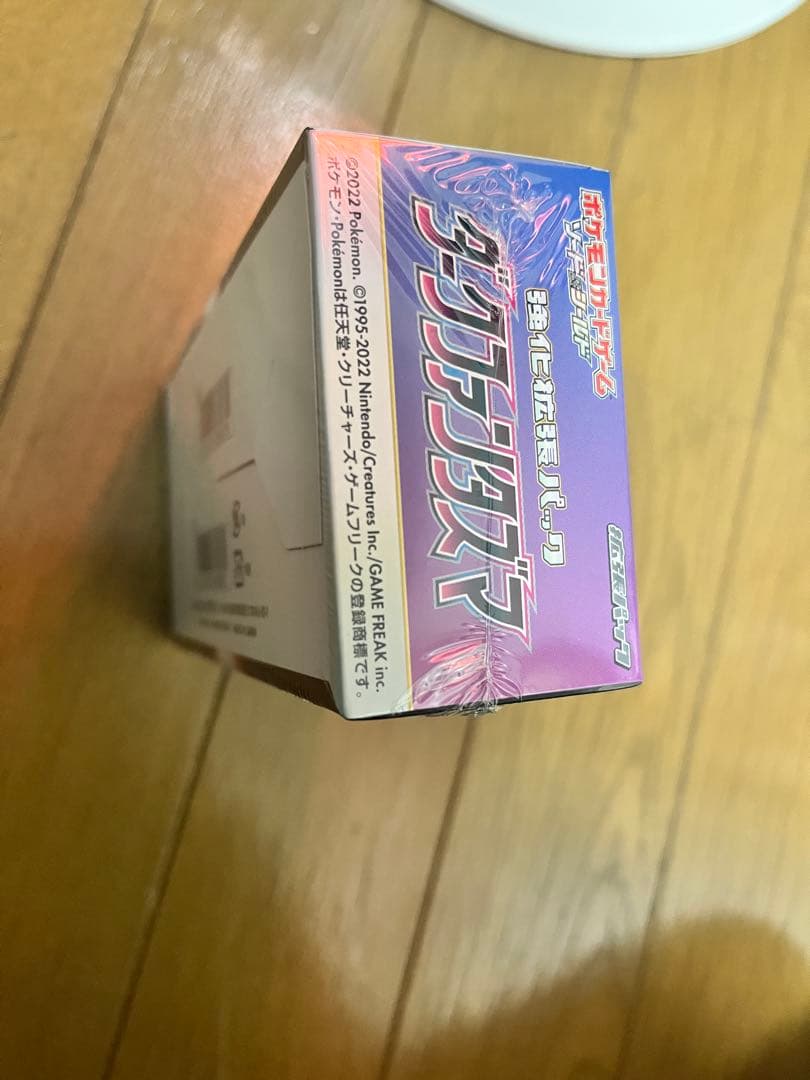 ポケモンカードゲーム
ソード&シールド
拡張パック
強化拡張パック
ダークファンタズマ
©2022 Pokémon. ©1995-2022 Nintendo/Creatures Inc./GAME FREAK inc.
ポケモン・Pokémonは任天堂・クリーチャーズ・ゲームフリークの登録商標です。